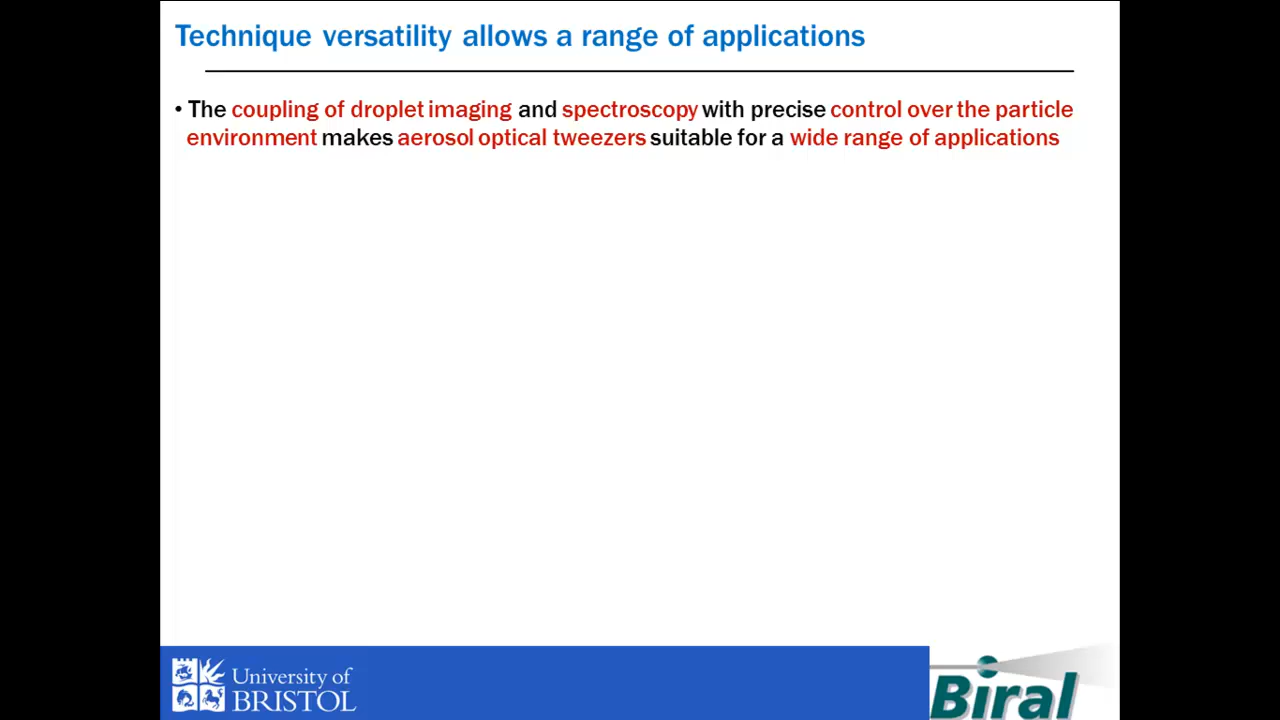 Technique versatility allows a range of applications
• The coupling of droplet imaging and spectroscopy with precise control over the particle
environment makes aerosol optical tweezers suitable for a wide range of applications
University of
BRISTOL
Biral